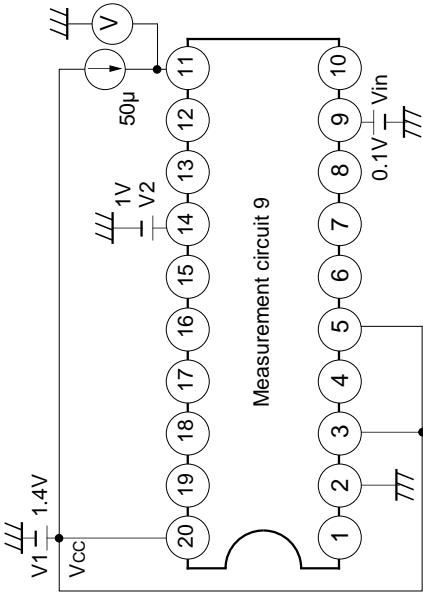 V
50μ
11 12 13 14 15 16 17 18 19 20
1V
V2
V1 1.4V
Vcc
Measurement circuit 9
10 9 8 7 6 5 4 3 2 1
0.1V Vin